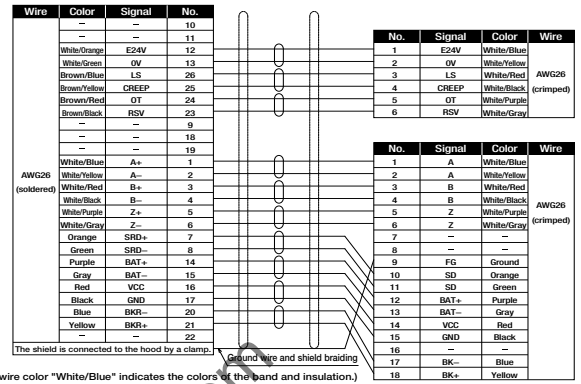 Wire Color Signal No.
– – 10
– – 11
White/Orange E24V 12
White/Green 0V 13
Brown/Blue LS 26
Brown/Yellow CREEP 25
Brown/Red OT 24
Brown/Black RSV 23
– – 9
– – 18
– – 19
White/Blue A+ 1
AWG26 White/Yellow A– 2
(soldered) White/Red B+ 3
White/Black B– 4
White/Purple Z+ 5
White/Gray Z– 6
Orange SRD+ 7
Green SRD– 8
Purple BAT+ 14
Gray BAT– 15
Red VCC 16
Black GND 17
Blue BKR– 20
Yellow BKR+ 21
22
The shield is connected to the hood by a clamp.
Ground wire and shield braiding
wire color "White/Blue" indicates the colors of the band and insulation.)
No. Signal Color Wire
1 E24V White/Blue
2 0V White/Yellow
3 LS White/Red AWG26
4 CREEP White/Black (crimped)
5 OT White/Purple
6 RSV White/Gray
No. Signal Color Wire
1 A White/Blue
2 A White/Yellow
3 B White/Red
4 B White/Black AWG26
5 Z White/Purple (crimped)
6 Z White/Gray
7 – –
8 – –
9 FG Ground
10 SD Orange
11 SD Green
12 BAT+ Purple
13 BAT– Gray
14 VCC Red
15 GND Black
16 – –
17 BK– Blue
18 BK+ Yellow